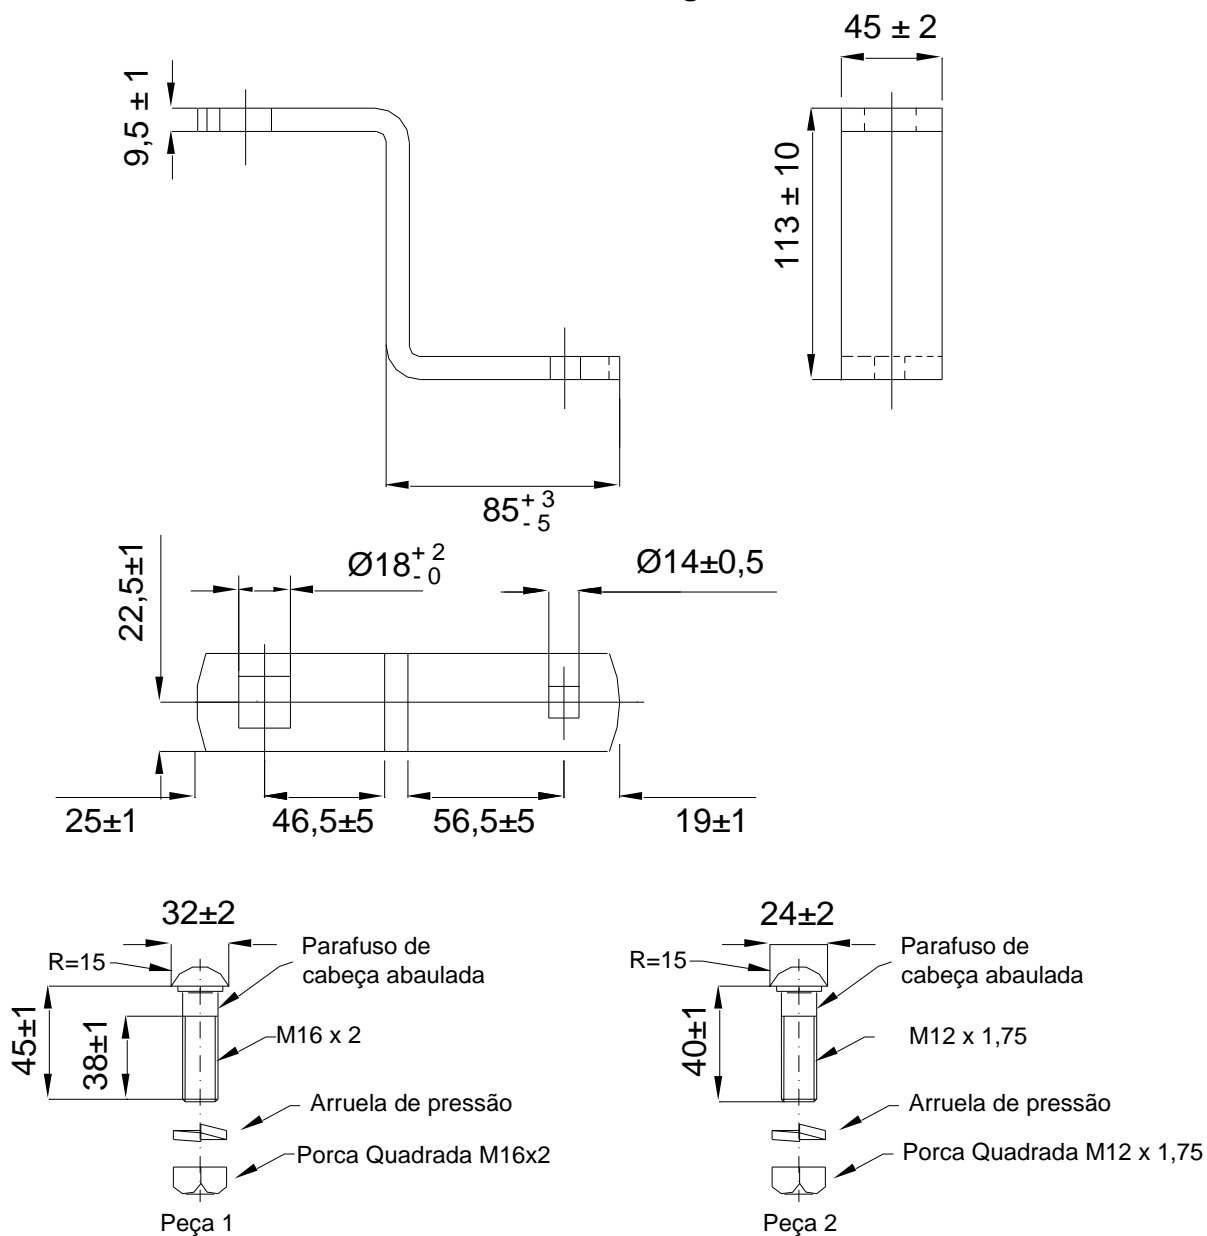 45 ± 2
9,5 ± 1
113 ± 10
85 + 3 - 5
22,5±1
Ø18 + 2 - 0
Ø14±0,5
25±1
46,5±5
56,5±5
19±1
32±2
R=15
Parafuso de
cabeça abaulada
45±1
38±1
M16 x 2
Arruela de pressão
Porca Quadrada M16x2
Peça 1
24±2
R=15
Parafuso de
cabeça abaulada
40±1
M12 x 1,75
Arruela de pressão
Porca Quadrada M12 x 1,75
Peça 2